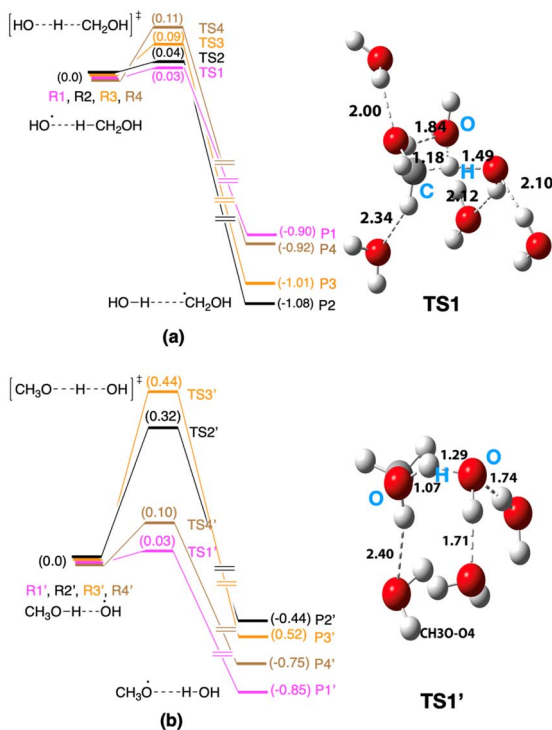 [HO---H---CH₂OH]‡
(0.11) TS4
(0.09) TS3
(0.04) TS2
(0.03) TS1
(0.0)
R1, R2, R3, R4
HO•---H-CH₂OH
(-0.90) P1
(-0.92) P4
(-1.01) P3
(-1.08) P2
HO-H-----•CH₂OH
(a)
2.00
1.84
O
1.18
H
1.49
C
2.12
2.10
2.34
TS1
[CH₃O---H---OH]‡
(0.44) TS3'
(0.32) TS2'
(0.10) TS4'
(0.03) TS1'
(0.0)
R1', R2', R3', R4'
CH₃O-H---•OH
(-0.44) P2'
(0.52) P3'
(-0.75) P4'
(-0.85) P1'
CH₃O•----H-OH
(b)
1.29
O
H
1.07
1.74
O
2.40
1.71
CH3O-O4
TS1'